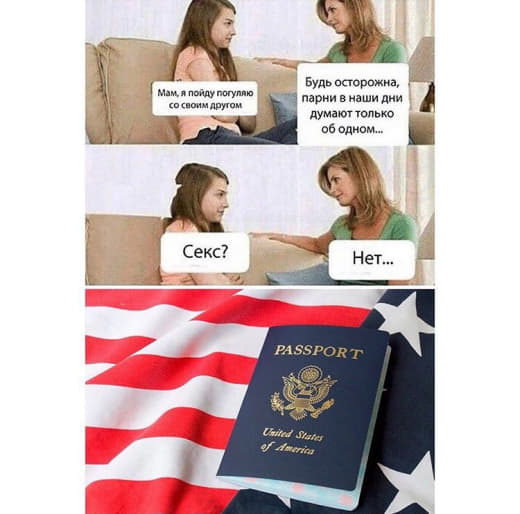 Мам, я пойду погуляю
со своим другом
Будь осторожна,
парни в наши дни
думают только
об одном...
Секс?
Нет...
PASSPORT
United States
of America